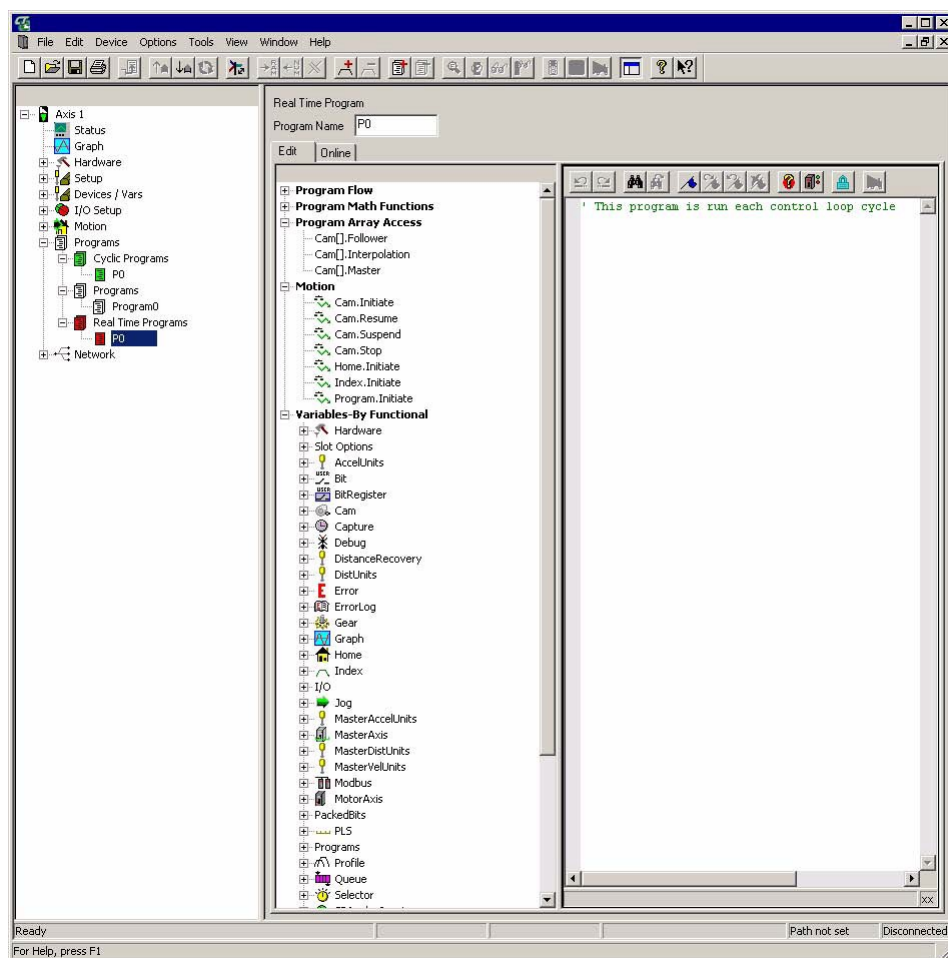 File Edit Device Options Tools View Window Help
Axis 1
Status
Graph
Hardware
Setup
Devices / Vars
I/O Setup
Motion
Programs
Cyclic Programs
P0
Programs
Program0
Real Time Programs
P0
Network
Real Time Program
Program Name P0
Edit Online
Program Flow
Program Math Functions
Program Array Access
Cam[].Follower
Cam[].Interpolation
Cam[].Master
Motion
Cam.Initiate
Cam.Resume
Cam.Suspend
Cam.Stop
Home.Initiate
Index.Initiate
Program.Initiate
Variables-By Functional
Hardware
Slot Options
AccelUnits
Bit
BitRegister
Cam
Capture
Debug
DistanceRecovery
DistUnits
Error
ErrorLog
Gear
Graph
Home
Index
I/O
Jog
MasterAccelUnits
MasterAxis
MasterDistUnits
MasterVelUnits
Modbus
MotorAxis
PackedBits
PLS
Programs
Profile
Queue
Selector
' This program is run each control loop cycle
xx
Ready Path not set Disconnected
For Help, press F1